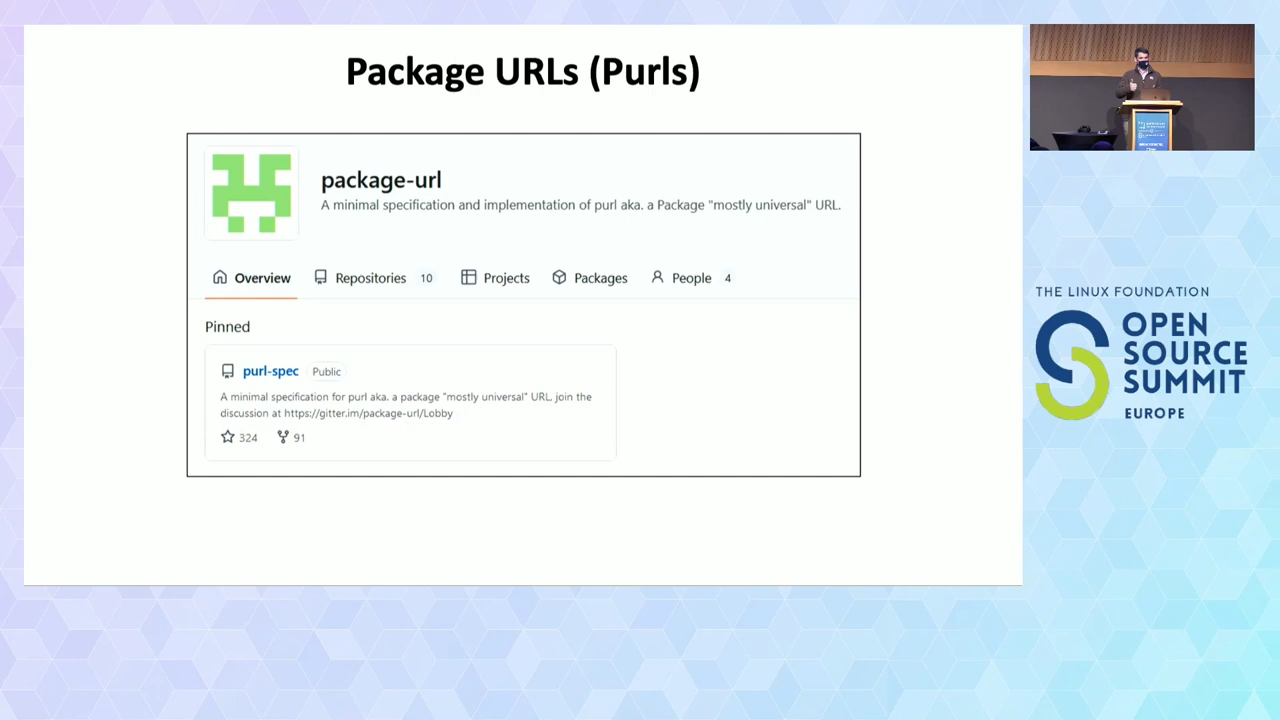 Package URLs (Purls)
package-url
A minimal specification and implementation of purl aka. a Package "mostly universal" URL.
Overview
Repositories 10
Projects
Packages
People 4
Pinned
purl-spec Public
A minimal specification for purl aka. a package "mostly universal" URL, join the
discussion at https://gitter.im/package-url/Lobby
324 91
THE LINUX FOUNDATION
OPEN
SOURCE
SUMMIT
EUROPE